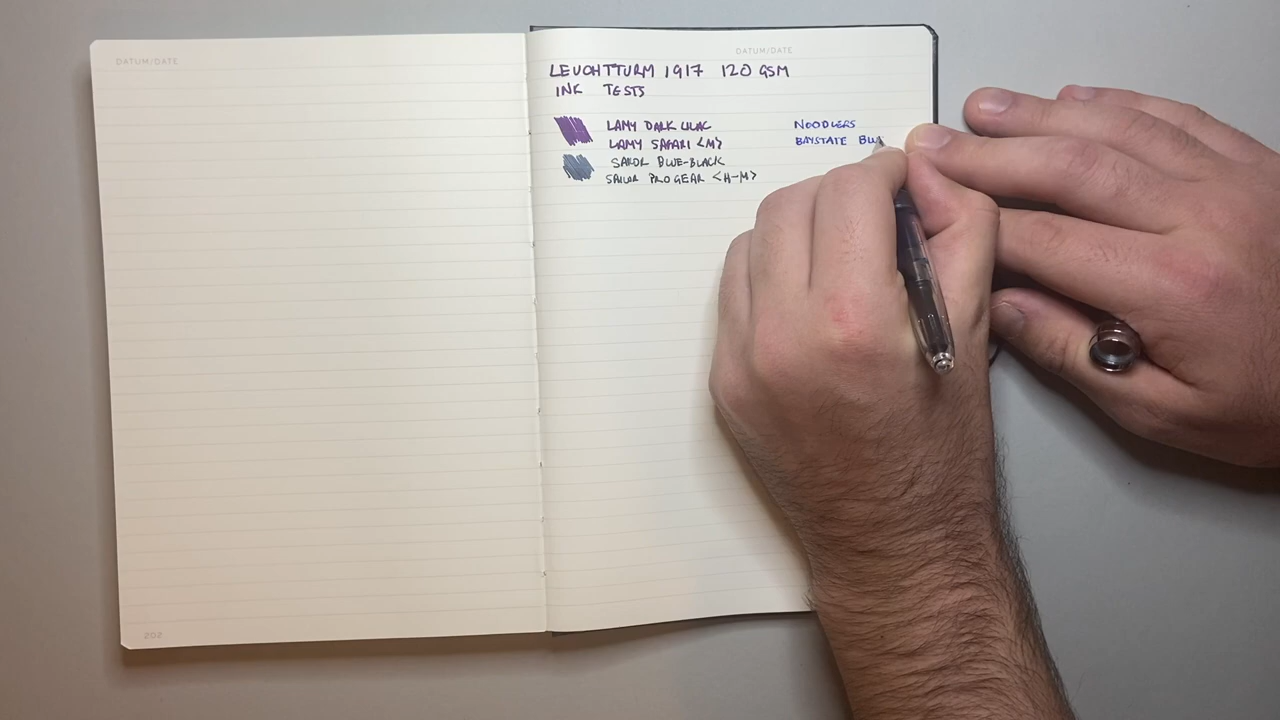 DATUM/DATE
202
DATUM/DATE
LEUCHTTURM 1917 120 GSM
INK TESTS
LAMY DARK LILAC
LAMY SAFARI <M>
SAILOR BLUE-BLACK
SAILOR PRO GEAR <H-M>
NOODLERS
BAYSTATE BLU